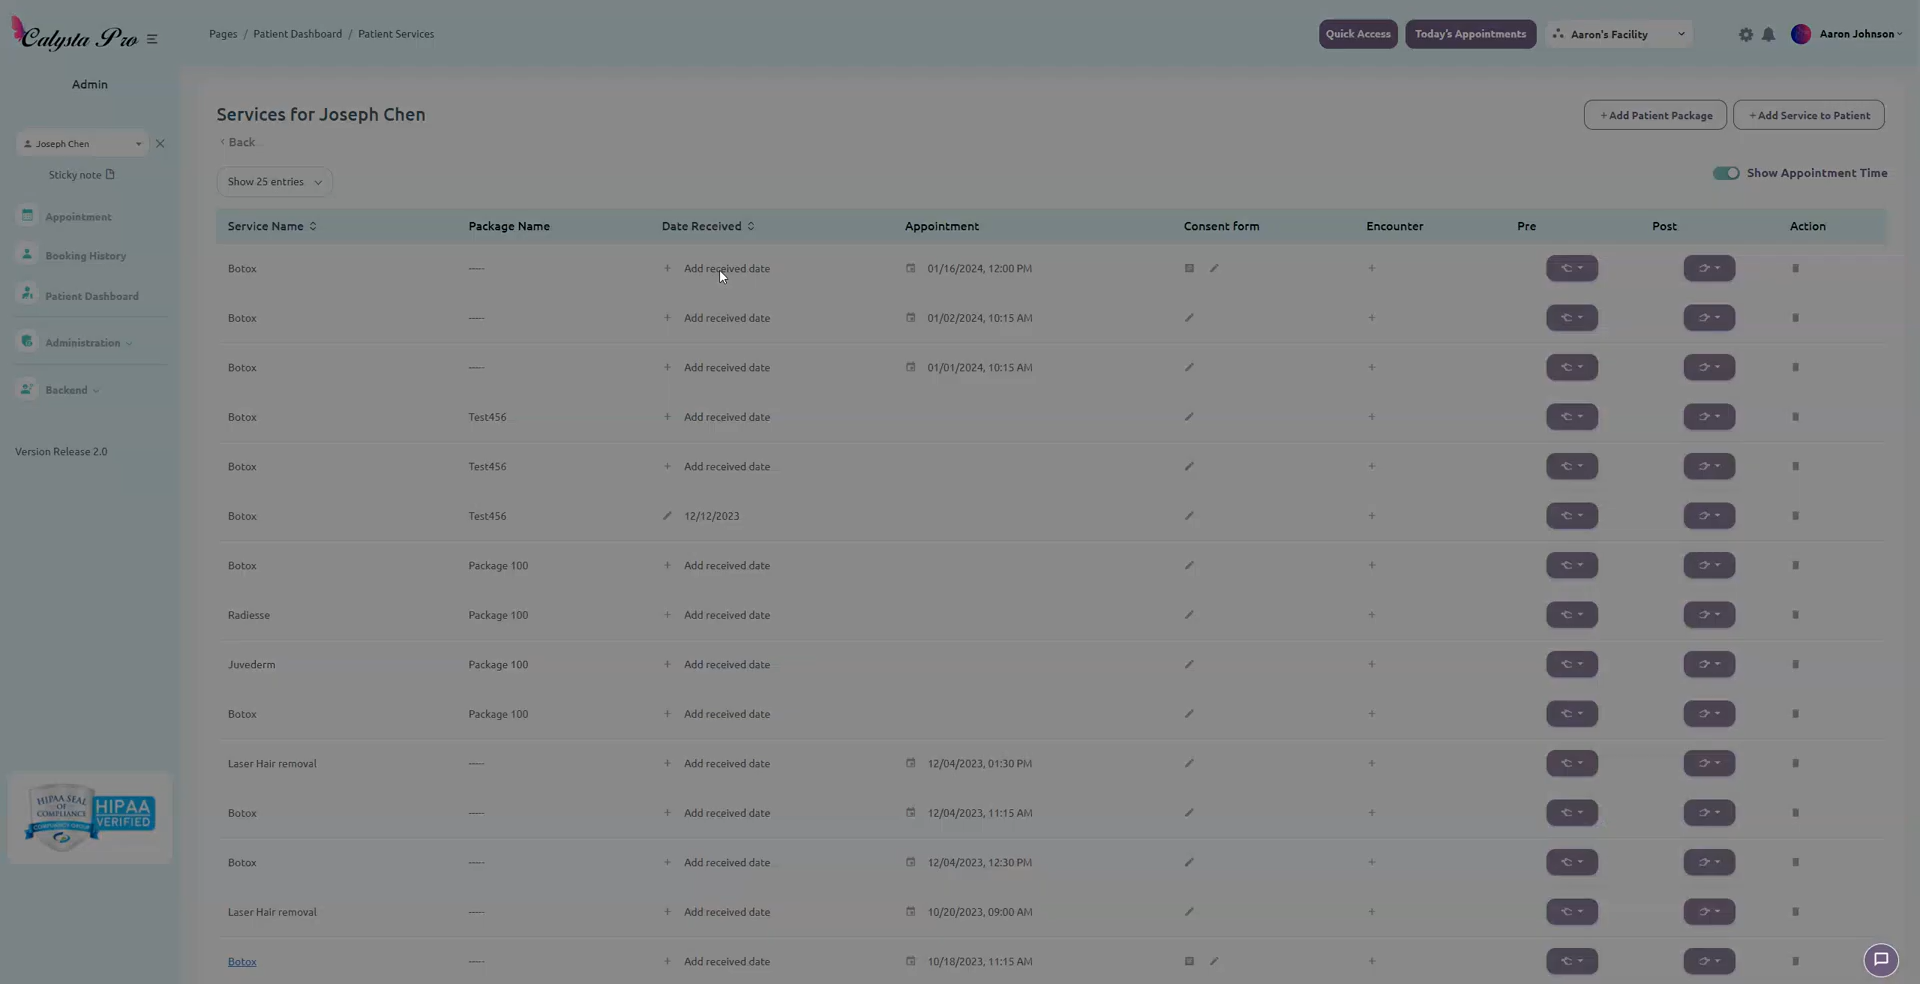 Calysta Pro
Pages / Patient Dashboard / Patient Services
Quick Access
Today's Appointments
Aaron's Facility
Aaron Johnson
Admin
Joseph Chen
Sticky note
Appointment
Booking History
Patient Dashboard
Administration
Backend
Version Release 2.0
HIPAA SEAL OF COMPLIANCE
HIPAA VERIFIED
Services for Joseph Chen
+ Add Patient Package
+ Add Service to Patient
‹ Back
Show 25 entries
Show Appointment Time
Service Name Package Name Date Received Appointment Consent form Encounter Pre Post Action
Botox ----- + Add received date 01/16/2024, 12:00 PM +
Botox ----- + Add received date 01/02/2024, 10:15 AM +
Botox ----- + Add received date 01/01/2024, 10:15 AM +
Botox Test456 + Add received date +
Botox Test456 + Add received date +
Botox Test456 12/12/2023 +
Botox Package 100 + Add received date +
Radiesse Package 100 + Add received date +
Juvederm Package 100 + Add received date +
Botox Package 100 + Add received date +
Laser Hair removal ----- + Add received date 12/04/2023, 01:30 PM +
Botox ----- + Add received date 12/04/2023, 11:15 AM +
Botox ----- + Add received date 12/04/2023, 12:30 PM +
Laser Hair removal ----- + Add received date 10/20/2023, 09:00 AM +
Botox ----- + Add received date 10/18/2023, 11:15 AM +